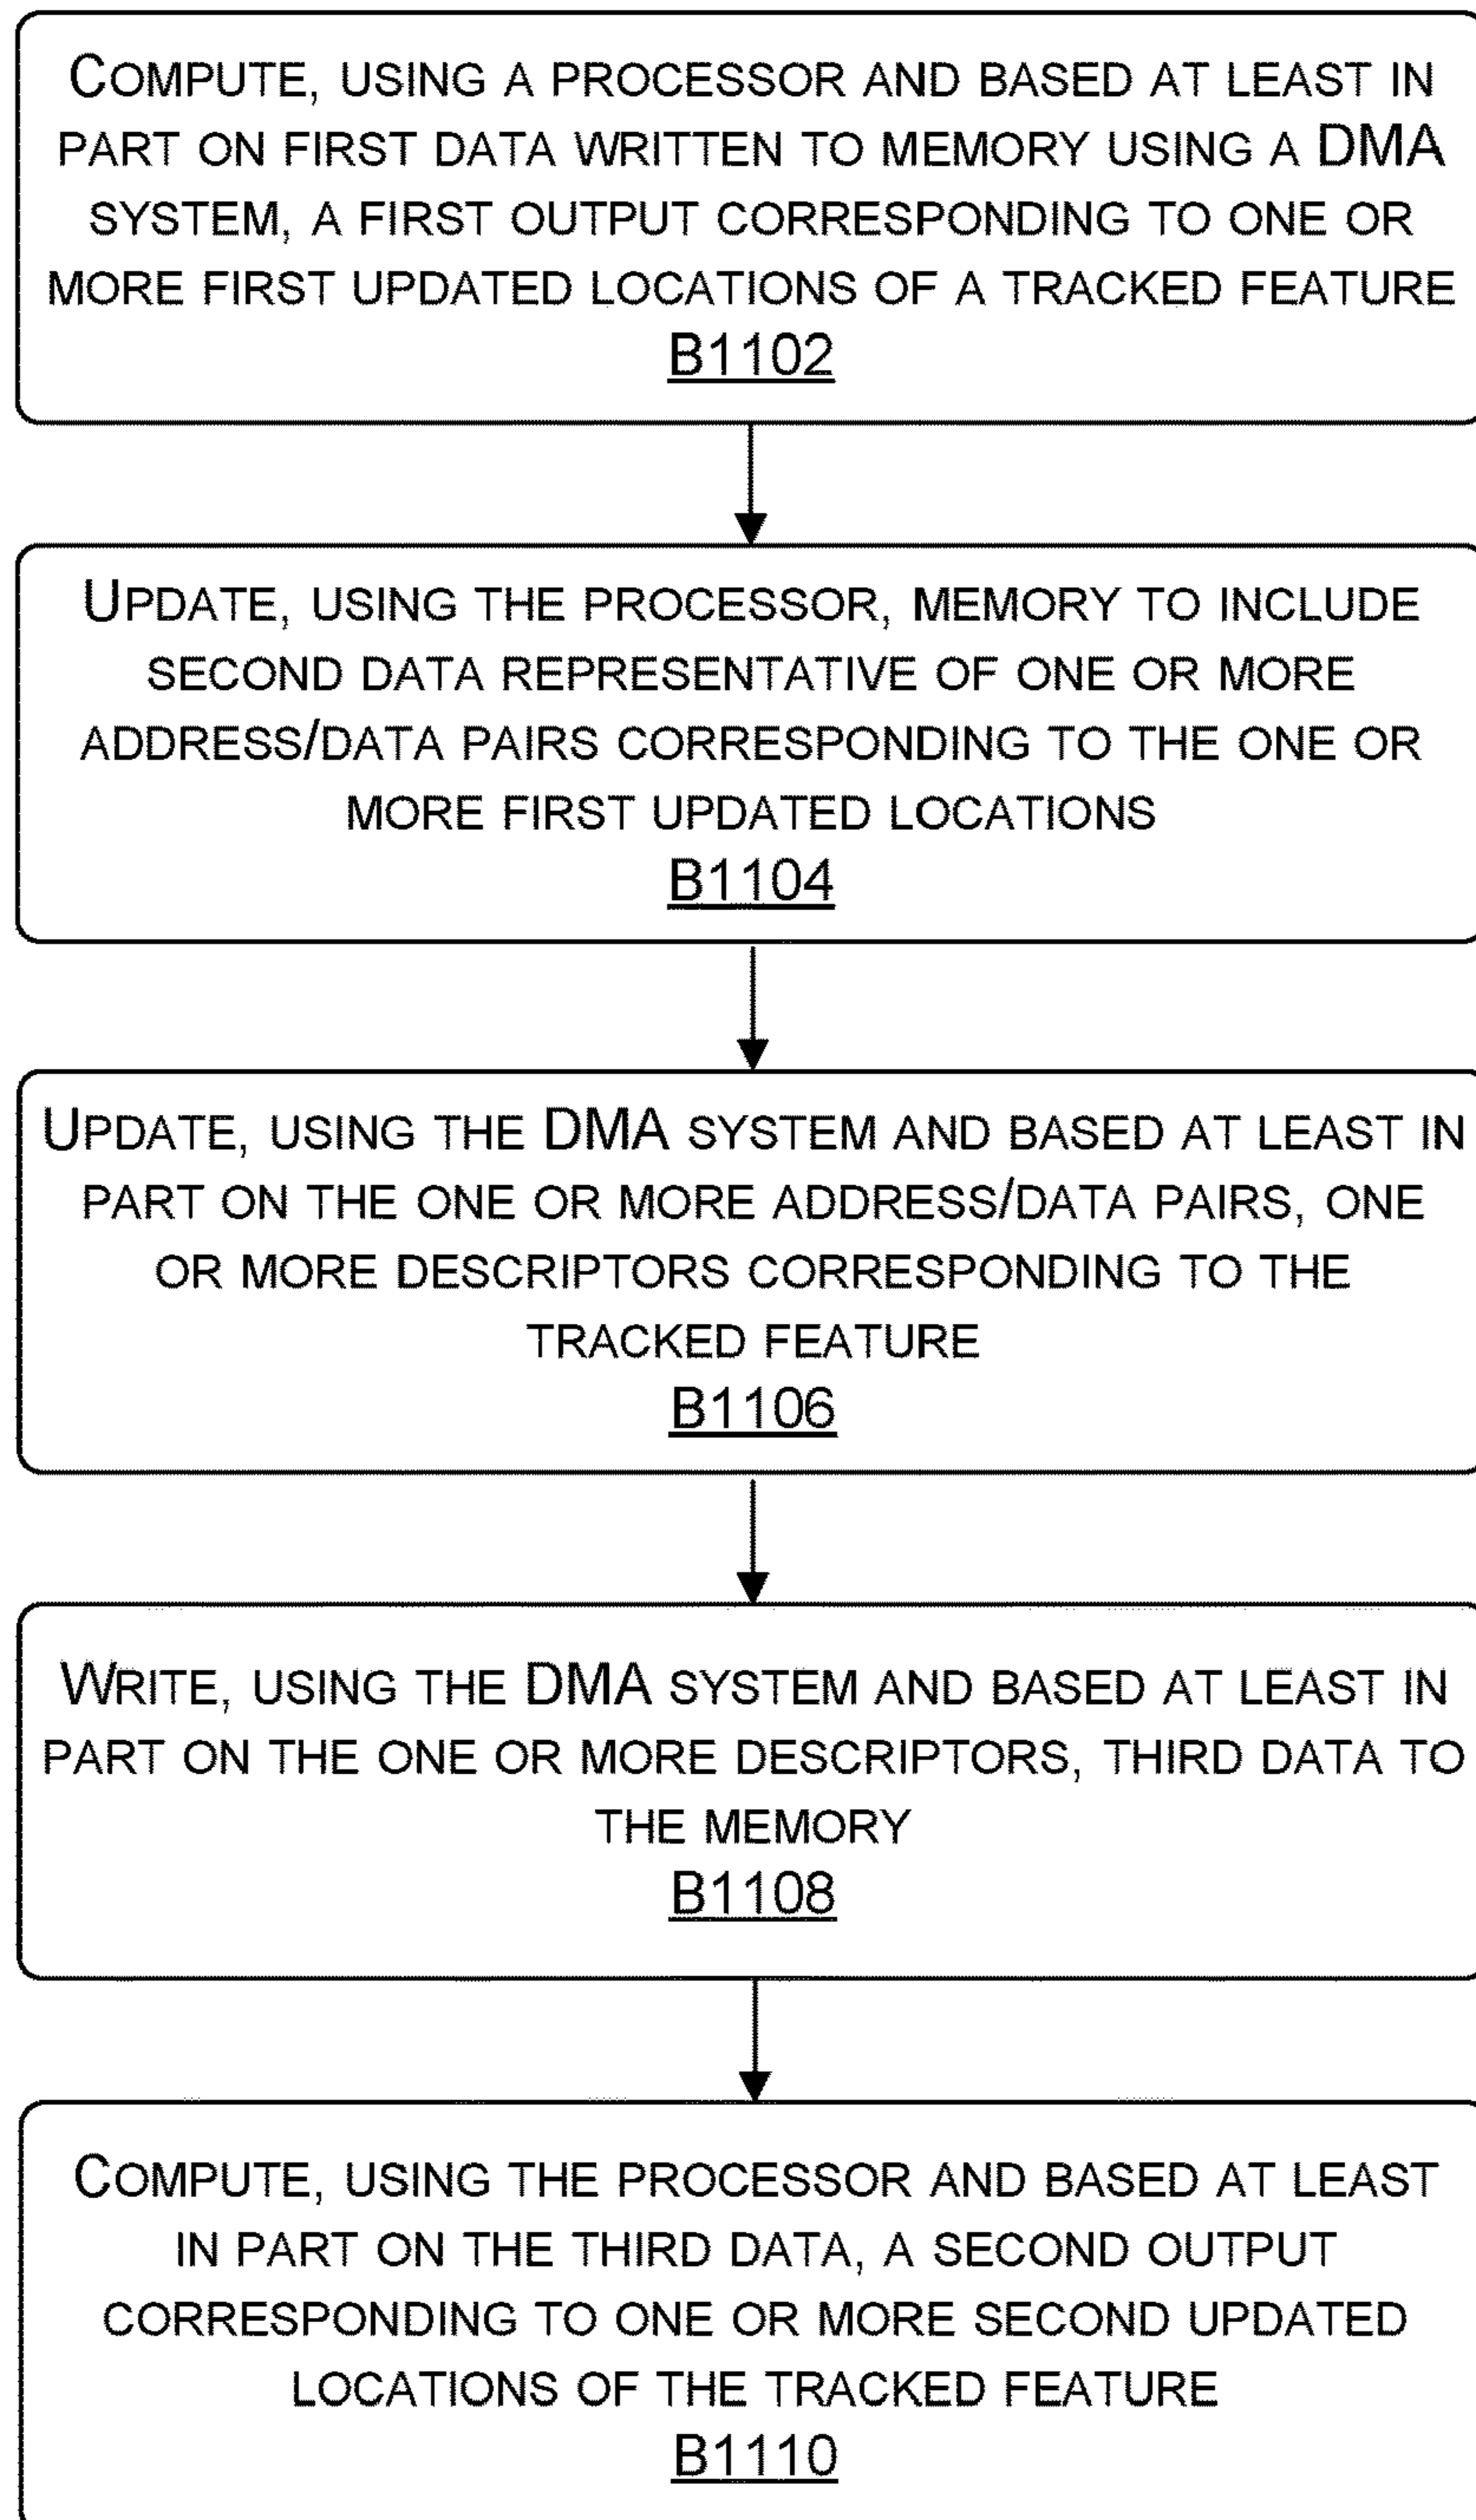 COMPUTE, USING A PROCESSOR AND BASED AT LEAST IN
PART ON FIRST DATA WRITTEN TO MEMORY USING A DMA
SYSTEM, A FIRST OUTPUT CORRESPONDING TO ONE OR
MORE FIRST UPDATED LOCATIONS OF A TRACKED FEATURE
B1102
UPDATE, USING THE PROCESSOR, MEMORY TO INCLUDE
SECOND DATA REPRESENTATIVE OF ONE OR MORE
ADDRESS/DATA PAIRS CORRESPONDING TO THE ONE OR
MORE FIRST UPDATED LOCATIONS
B1104
UPDATE, USING THE DMA SYSTEM AND BASED AT LEAST IN
PART ON THE ONE OR MORE ADDRESS/DATA PAIRS, ONE
OR MORE DESCRIPTORS CORRESPONDING TO THE
TRACKED FEATURE
B1106
WRITE, USING THE DMA SYSTEM AND BASED AT LEAST IN
PART ON THE ONE OR MORE DESCRIPTORS, THIRD DATA TO
THE MEMORY
B1108
COMPUTE, USING THE PROCESSOR AND BASED AT LEAST
IN PART ON THE THIRD DATA, A SECOND OUTPUT
CORRESPONDING TO ONE OR MORE SECOND UPDATED
LOCATIONS OF THE TRACKED FEATURE
B1110